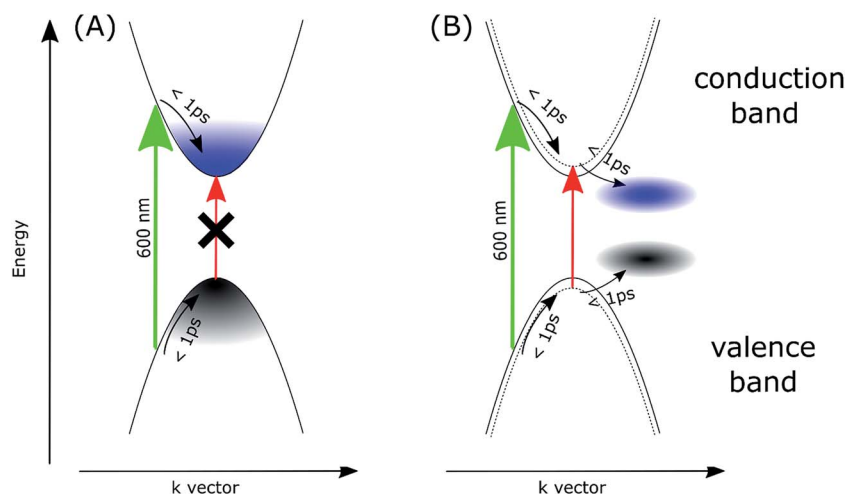 (A)
(B)
conduction
band
< 1ps
< 1ps
< 1ps
600 nm
600 nm
Energy
< 1ps
< 1ps
< 1ps
valence
band
k vector
k vector